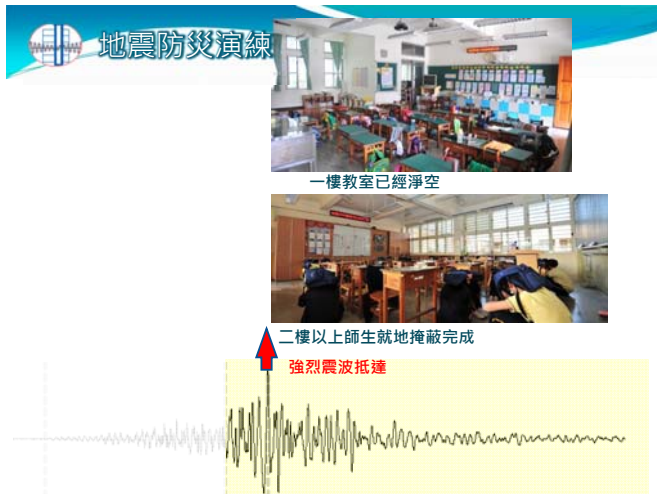 地震防災演練
一樓教室已經淨空
二樓以上師生就地掩蔽完成
強烈震波抵達